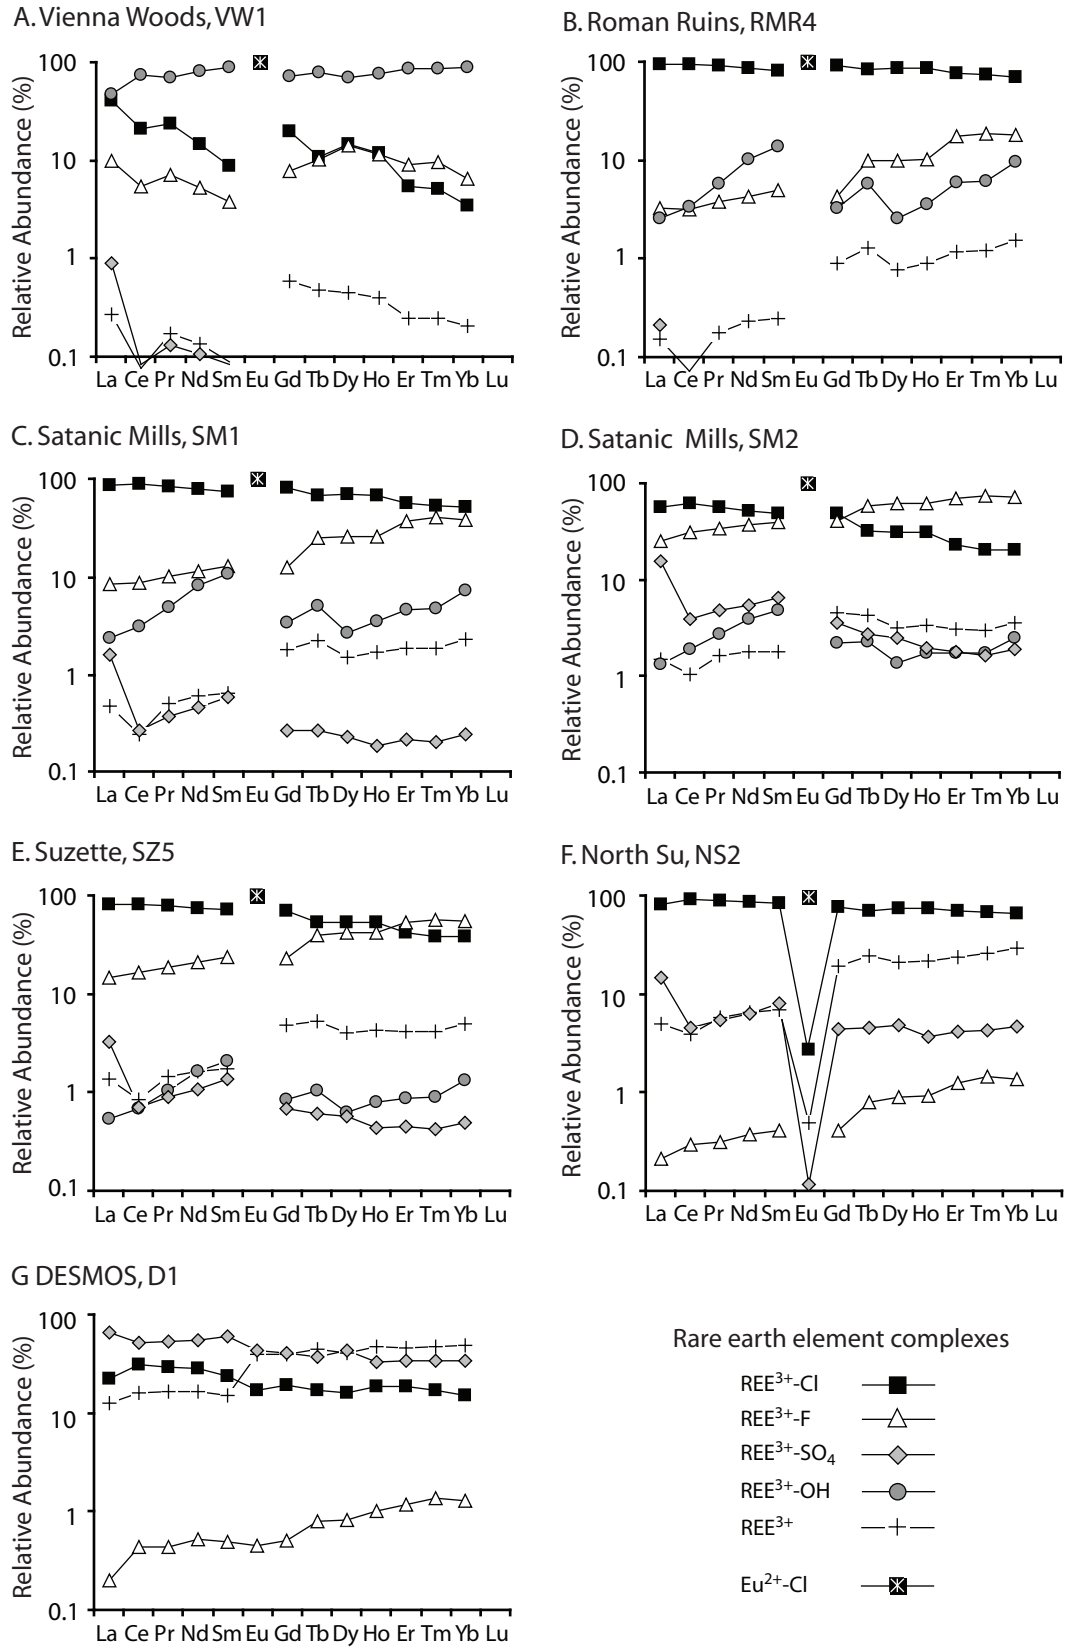 A. Vienna Woods, VW1
Relative Abundance (%)
100
10
1
0.1
La Ce Pr Nd Sm Eu Gd Tb Dy Ho Er Tm Yb Lu
B. Roman Ruins, RMR4
Relative Abundance (%)
100
10
1
0.1
La Ce Pr Nd Sm Eu Gd Tb Dy Ho Er Tm Yb Lu
C. Satanic Mills, SM1
Relative Abundance (%)
100
10
1
0.1
La Ce Pr Nd Sm Eu Gd Tb Dy Ho Er Tm Yb Lu
D. Satanic Mills, SM2
Relative Abundance (%)
100
10
1
0.1
La Ce Pr Nd Sm Eu Gd Tb Dy Ho Er Tm Yb Lu
E. Suzette, SZ5
Relative Abundance (%)
100
10
1
0.1
La Ce Pr Nd Sm Eu Gd Tb Dy Ho Er Tm Yb Lu
F. North Su, NS2
Relative Abundance (%)
100
10
1
0.1
La Ce Pr Nd Sm Eu Gd Tb Dy Ho Er Tm Yb Lu
G DESMOS, D1
Relative Abundance (%)
100
10
1
0.1
La Ce Pr Nd Sm Eu Gd Tb Dy Ho Er Tm Yb Lu
Rare earth element complexes
REE³⁺-Cl
REE³⁺-F
REE³⁺-SO₄
REE³⁺-OH
REE³⁺
Eu²⁺-Cl